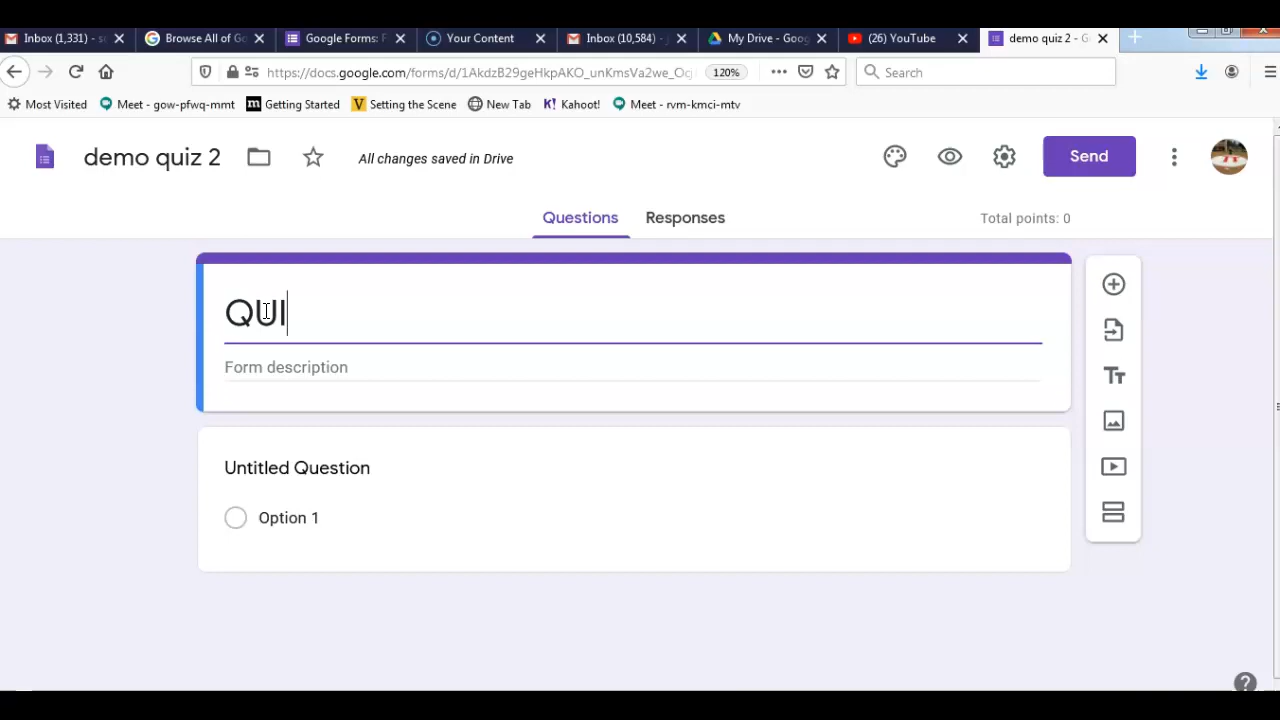 Inbox (1,331) - s
Browse All of Go
Google Forms: F
Your Content
Inbox (10,584) - j
My Drive - Goog
(26) YouTube
demo quiz 2 - G
https://docs.google.com/forms/d/1AkdzB29geHkpAKO_unKmsVa2we_Oc
120%
Search
Most Visited
Meet - gow-pfwq-mmt
Getting Started
Setting the Scene
New Tab
K! Kahoot!
Meet - rvm-kmci-mtv
demo quiz 2
All changes saved in Drive
Send
Questions
Responses
Total points: 0
QUI
Form description
Untitled Question
Option 1